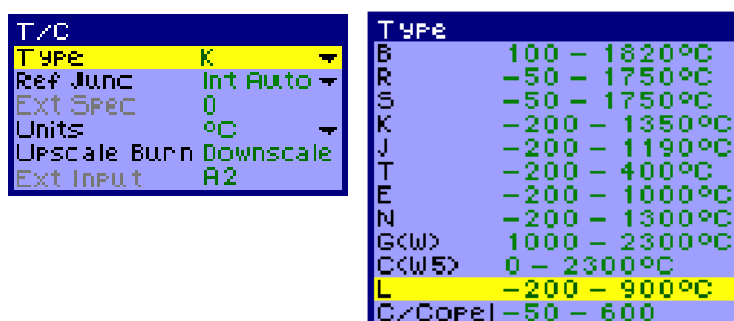 T/C
Type K
Ref Junc Int Auto
Ext Spec 0
Units °C
Upscale Burn Downscale
Ext Input A2
Type
B 100 – 1820°C
R –50 – 1750°C
S –50 – 1750°C
K –200 – 1350°C
J –200 – 1190°C
T –200 – 400°C
E –200 – 1000°C
N –200 – 1300°C
G(W) 1000 – 2300°C
C(W5) 0 – 2300°C
L –200 – 900°C
C/Copel –50 – 600